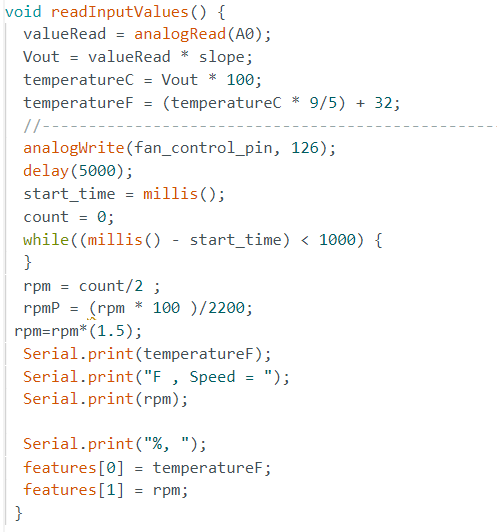 void readInputValues() {
valueRead = analogRead(A0);
Vout = valueRead * slope;
temperatureC = Vout * 100;
temperatureF = (temperatureC * 9/5) + 32;
//-------------------------------------------------
analogWrite(fan_control_pin, 126);
delay(5000);
start_time = millis();
count = 0;
while((millis() - start_time) < 1000) {
}
rpm = count/2 ;
rpmP = (rpm * 100 )/2200;
rpm=rpm*(1.5);
Serial.print(temperatureF);
Serial.print("F , Speed = ");
Serial.print(rpm);
Serial.print("%, ");
features[0] = temperatureF;
features[1] = rpm;
}